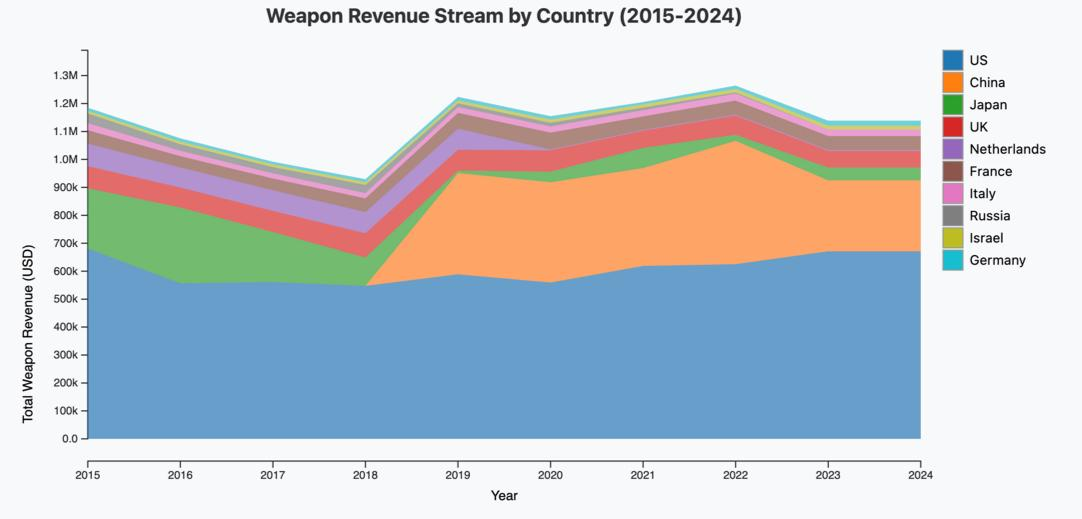 Weapon Revenue Stream by Country (2015-2024)
Total Weapon Revenue (USD)
1.3M
1.2M
1.1M
1.0M
900k
800k
700k
600k
500k
400k
300k
200k
100k
0.0
2015 2016 2017 2018 2019 2020 2021 2022 2023 2024
Year
US
China
Japan
UK
Netherlands
France
Italy
Russia
Israel
Germany